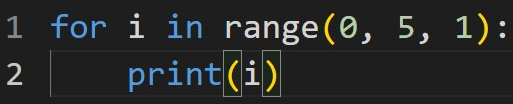 1 for i in range(0, 5, 1):
2     print(i)